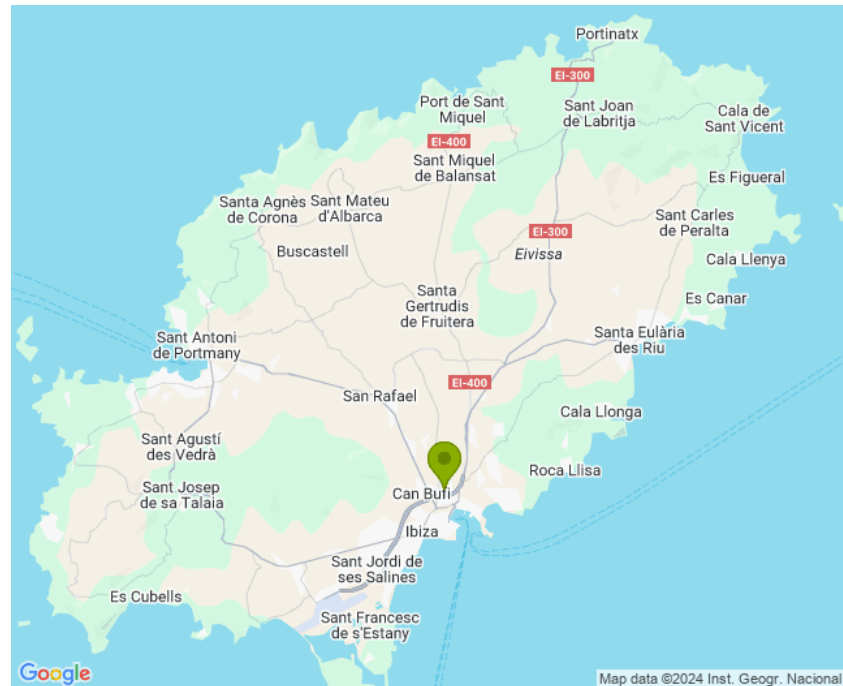 Portinatx
EI-300
Port de Sant
Miquel
Sant Joan
de Labritja
Cala de
Sant Vicent
EI-400
Sant Miquel
de Balansat
Es Figueral
Santa Agnès
de Corona
Sant Mateu
d'Albarca
Sant Carles
de Peralta
EI-300
Buscastell
Eivissa
Cala Llenya
Santa
Gertrudis
de Fruitera
Es Canar
Sant Antoni
de Portmany
Santa Eulària
des Riu
EI-400
San Rafael
Cala Llonga
Sant Agustí
des Vedrà
Roca Llisa
Sant Josep
de sa Talaia
Can Bufí
Ibiza
Sant Jordi de
ses Salines
Es Cubells
Sant Francesc
de s'Estany
Google
Map data ©2024 Inst. Geogr. Nacional